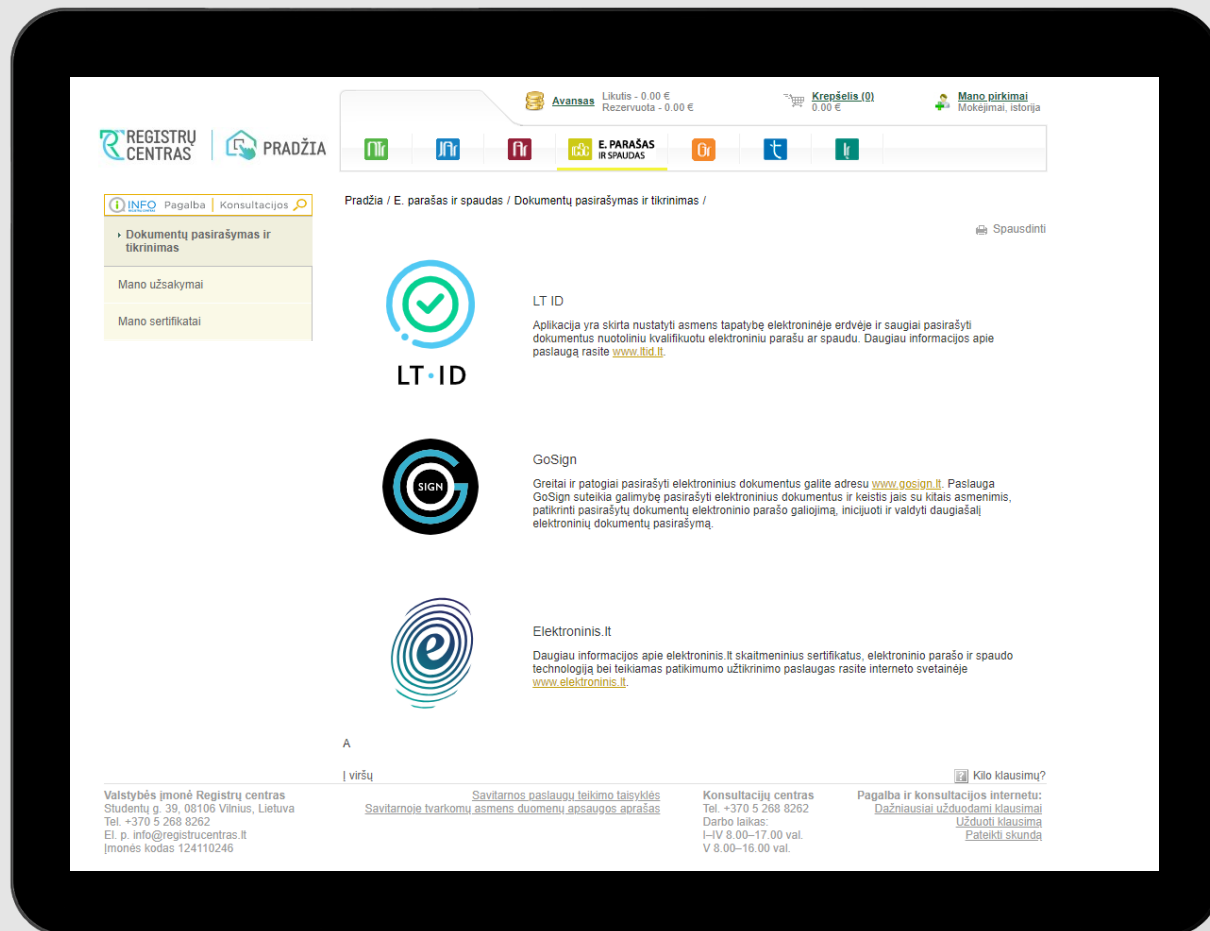 Avansas
Likutis - 0.00 €
Rezervuota - 0.00 €
Krepšelis (0)
0.00 €
Mano pirkimai
Mokėjimai, istorija
REGISTRŲ
CENTRAS
PRADŽIA
E. PARAŠAS
IR SPAUDAS
INFO Pagalba Konsultacijos
Pradžia / E. parašas ir spaudas / Dokumentų pasirašymas ir tikrinimas /
Spausdinti
Dokumentų pasirašymas ir
tikrinimas
Mano užsakymai
Mano sertifikatai
LT ID
LT ID
Aplikacija yra skirta nustatyti asmens tapatybę elektroninėje erdvėje ir saugiai pasirašyti
dokumentus nuotoliniu kvalifikuotu elektroniniu parašu ar spaudu. Daugiau informacijos apie
paslaugą rasite www.ltid.lt.
SIGN
GoSign
Greitai ir patogiai pasirašyti elektroninius dokumentus galite adresu www.gosign.lt. Paslauga
GoSign suteikia galimybę pasirašyti elektroninius dokumentus ir keistis jais su kitais asmenimis,
patikrinti pasirašytų dokumentų elektroninio parašo galiojimą, inicijuoti ir valdyti daugiašalį
elektroninių dokumentų pasirašymą.
e
Elektroninis.lt
Daugiau informacijos apie elektroninis.lt skaitmeninius sertifikatus, elektroninio parašo ir spaudo
technologiją bei teikiamas patikimumo užtikrinimo paslaugas rasite interneto svetainėje
www.elektroninis.lt.
A
Į viršų
Kilo klausimų?
Valstybės įmonė Registrų centras
Studentų g. 39, 08106 Vilnius, Lietuva
Tel. +370 5 268 8262
El. p. info@registrucentras.lt
Įmonės kodas 124110246
Savitarnos paslaugų teikimo taisyklės
Savitarnoje tvarkomų asmens duomenų apsaugos aprašas
Konsultacijų centras
Tel. +370 5 268 8262
Darbo laikas:
I–IV 8.00–17.00 val.
V 8.00–16.00 val.
Pagalba ir konsultacijos internetu:
Dažniausiai užduodami klausimai
Užduoti klausimą
Pateikti skundą